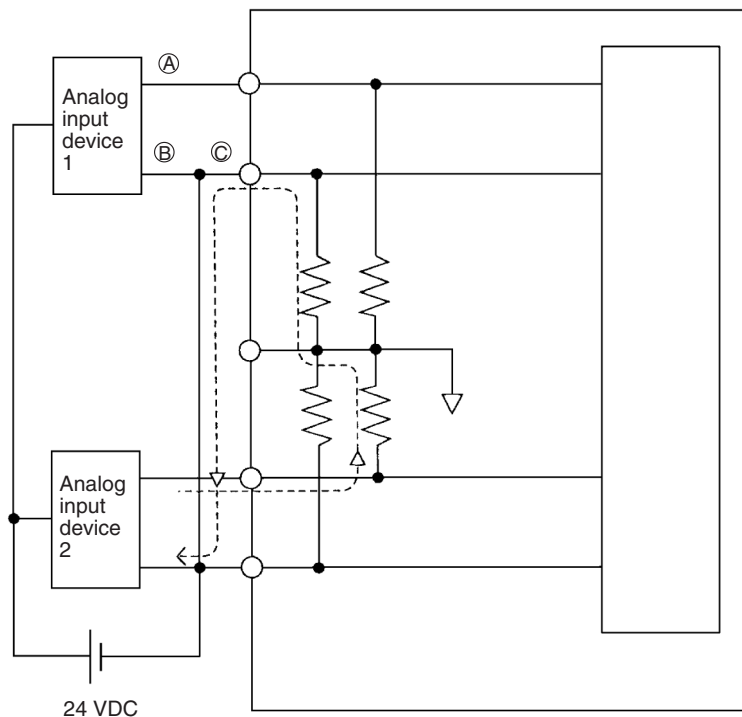 Ⓐ
Analog
input
device
1
Ⓑ
Ⓒ
Analog
input
device
2
24 VDC